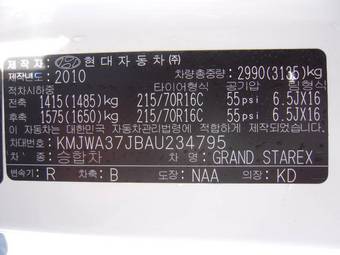 제작자: 현대자동차㈜
제작년도: 2010 차량총중량: 2990(3135)kg
적차시하중 타이어형식 공기압 림형식
전축 1415(1485)kg 215/70R16C 55psi 6.5JX16
후축 1575(1650)kg 215/70R16C 55psi 6.5JX16
이 자동차는 대한민국 자동차관리법령에 적합하게 제작되었습니다
차대번호: KMJWA37JBAU234795
차종: 승합차 차명: GRAND STAREX
변속기: R 차축: B 도장: NAA 의장: KD